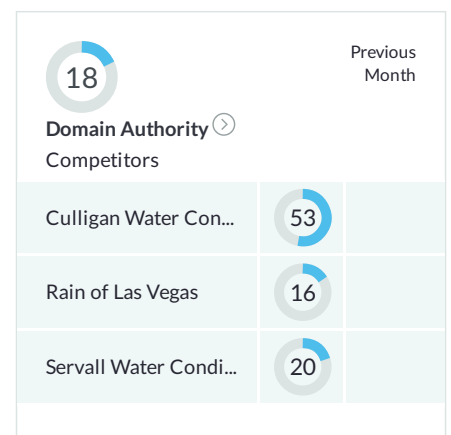 18
Previous
Month
Domain Authority
Competitors
Culligan Water Con... 53
Rain of Las Vegas 16
Servall Water Condi... 20